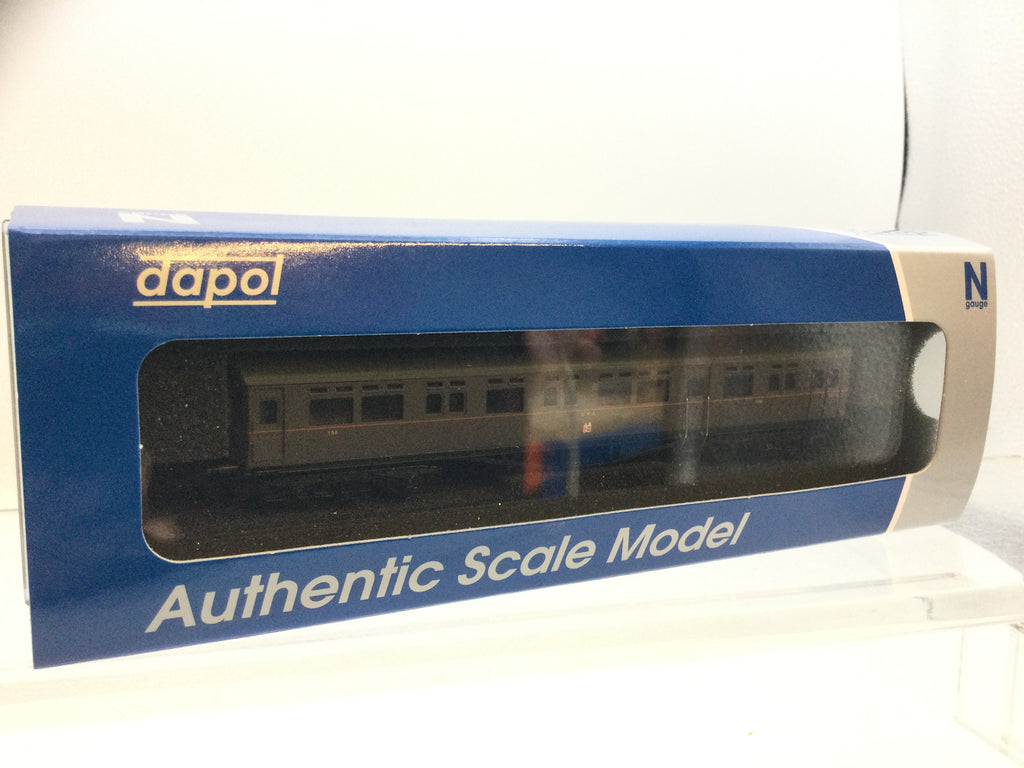 N
dapol
N
gauge
Authentic Scale Model